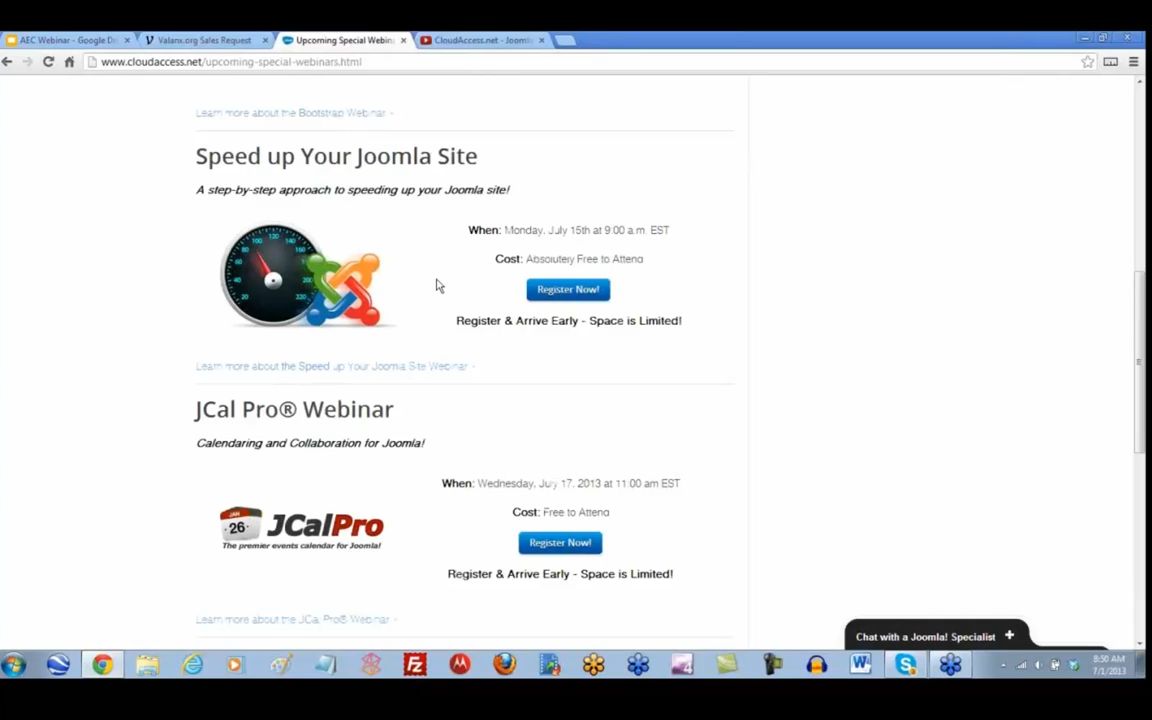 AEC Webinar - Google Dr
Valanx.org Sales Request
Upcoming Special Webin
CloudAccess.net - Jooml
www.cloudaccess.net/upcoming-special-webinars.html
Learn more about the Bootstrap Webinar
Speed up Your Joomla Site
A step-by-step approach to speeding up your Joomla site!
When: Monday, July 15th at 9:00 a.m. EST
Cost: Absolutely Free to Attend
Register Now!
Register & Arrive Early - Space is Limited!
Learn more about the Speed up Your Joomla Site Webinar
JCal Pro® Webinar
Calendaring and Collaboration for Joomla!
When: Wednesday, July 17, 2013 at 11:00 am EST
JAN
26
JCalPro
The premier events calendar for Joomla!
Cost: Free to Attend
Register Now!
Register & Arrive Early - Space is Limited!
Learn more about the JCal Pro® Webinar
Chat with a Joomla! Specialist +
8:50 AM
7/1/2013